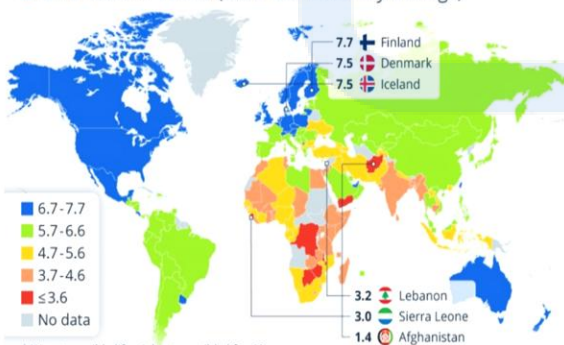 7.7 Finland
7.5 Denmark
7.5 Iceland
6.7-7.7
5.7-6.6
4.7-5.6
3.7-4.6
≤3.6
No data
3.2 Lebanon
3.0 Sierra Leone
1.4 Afghanistan